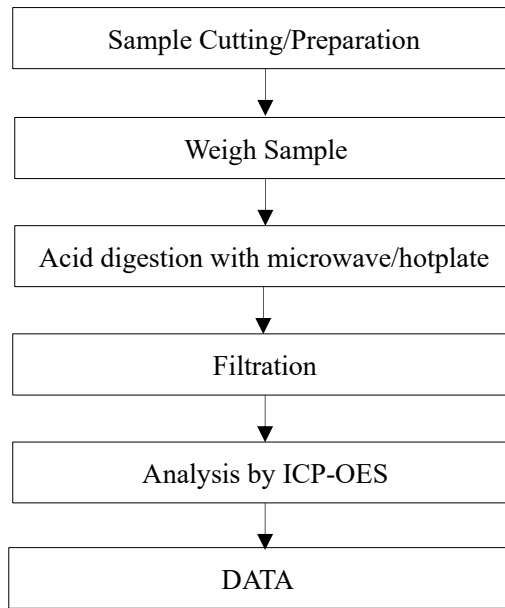 Sample Cutting/Preparation
Weigh Sample
Acid digestion with microwave/hotplate
Filtration
Analysis by ICP-OES
DATA